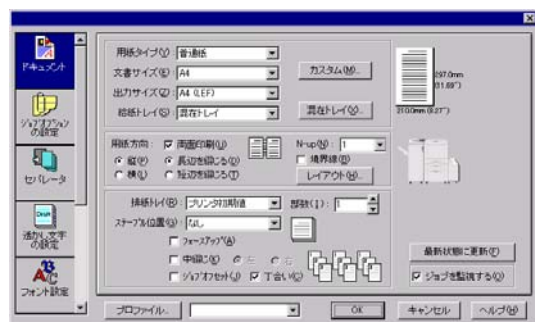 ドキュメント
ジョブオプション
の設定
セパレータ
透かし文字
の設定
フォント設定
用紙タイプ(Y): 普通紙
文書サイズ(E): A4
カスタム(M)...
出力サイズ(Z): A4 (LEF)
給紙トレイ(S): 混在トレイ
混在トレイ(X)...
297.0mm
(11.69")
210.0mm (8.27")
用紙方向: 両面印刷(U)
縦(P) 長辺を綴じる(D)
横(L) 短辺を綴じる(T)
N-up(N): 1
境界線(B)
レイアウト(H)...
排紙トレイ(R): プリンタ初期値
部数(I): 1
ステープル位置(G): なし
フェースアップ(A)
中綴じ(K) 左 右
ジョブオフセット(J) 丁合い(C)
最新状態に更新(F)
ジョブを監視する(O)
プロファイル... OK キャンセル ヘルプ(H)